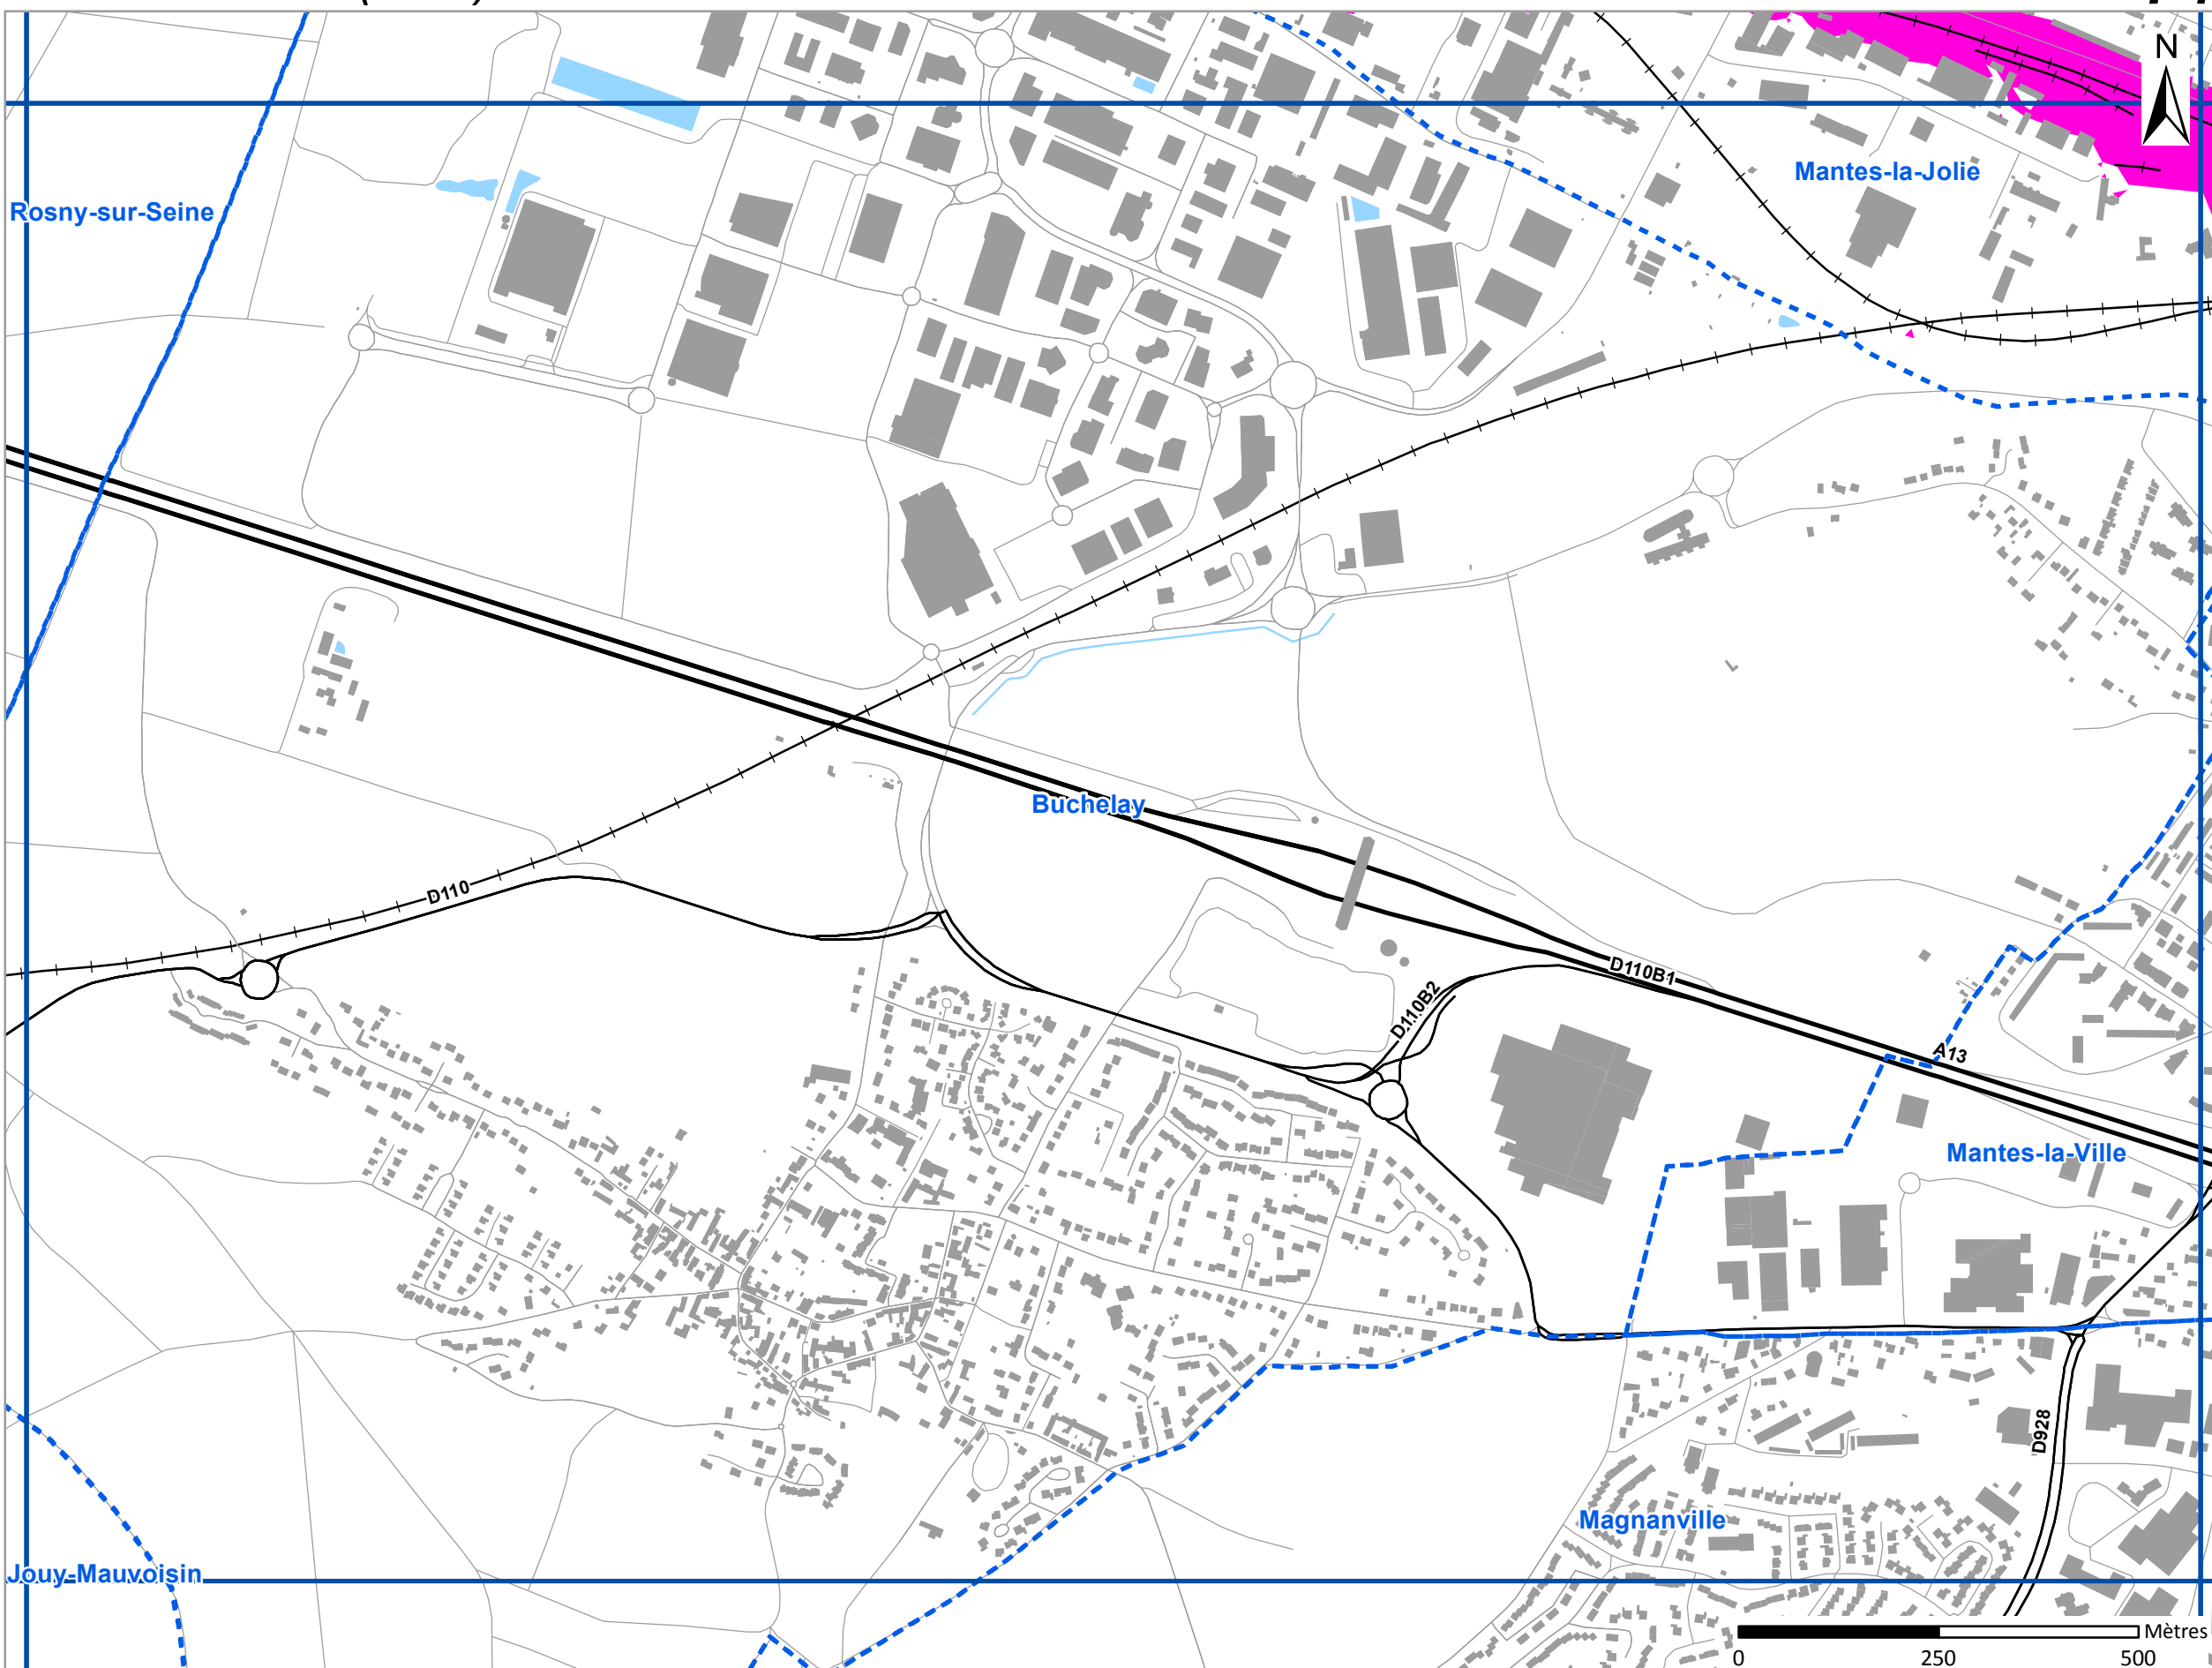 N
Mantes-la-Jolie
Rosny-sur-Seine
Buchelay
D110
D110B1
D110B2
A13
Mantes-la-Ville
D928
Magnanville
Jouy-Mauvoisin
Mètres
0 250 500